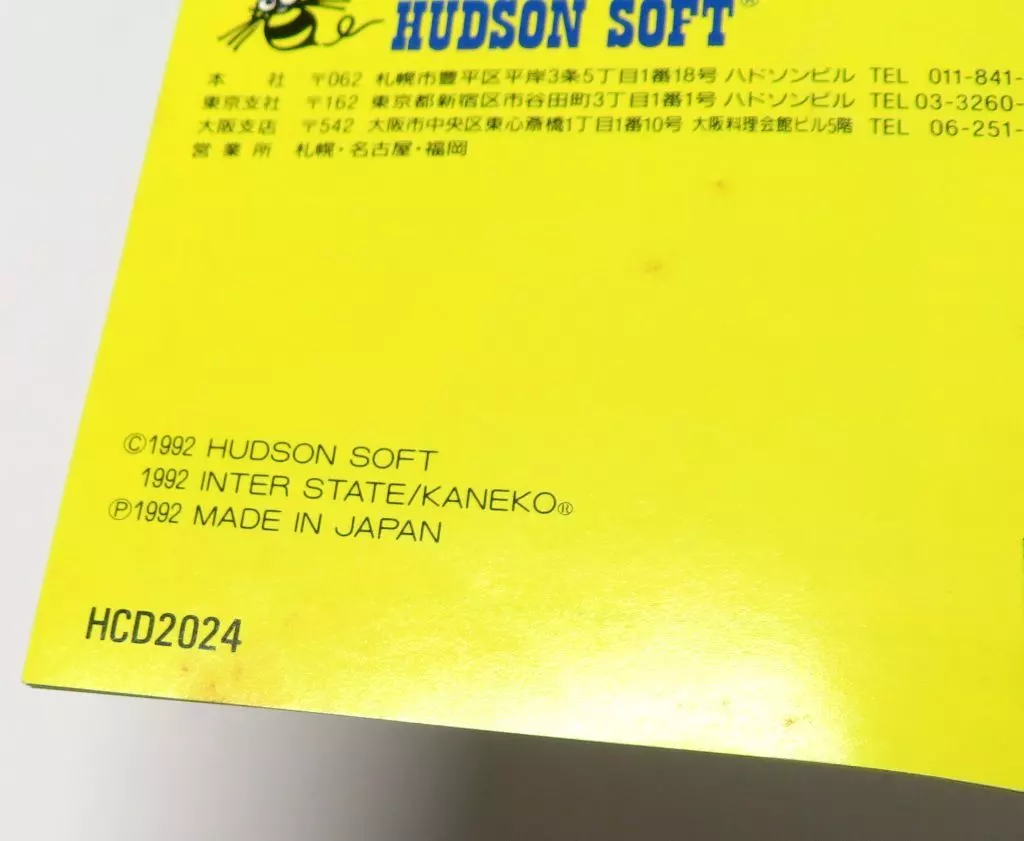 HUDSON SOFT®
本社 〒062 札幌市豊平区平岸3条5丁目1番18号 ハドソンビル TEL 011-841-
東京支社 〒162 東京都新宿区市谷田町3丁目1番1号 ハドソンビル TEL 03-3260-
大阪支店 〒542 大阪市中央区東心斎橋1丁目1番10号 大阪料理会館ビル5階 TEL 06-251-
営業所 札幌・名古屋・福岡
©1992 HUDSON SOFT
1992 INTER STATE/KANEKO®
℗1992 MADE IN JAPAN
HCD2024